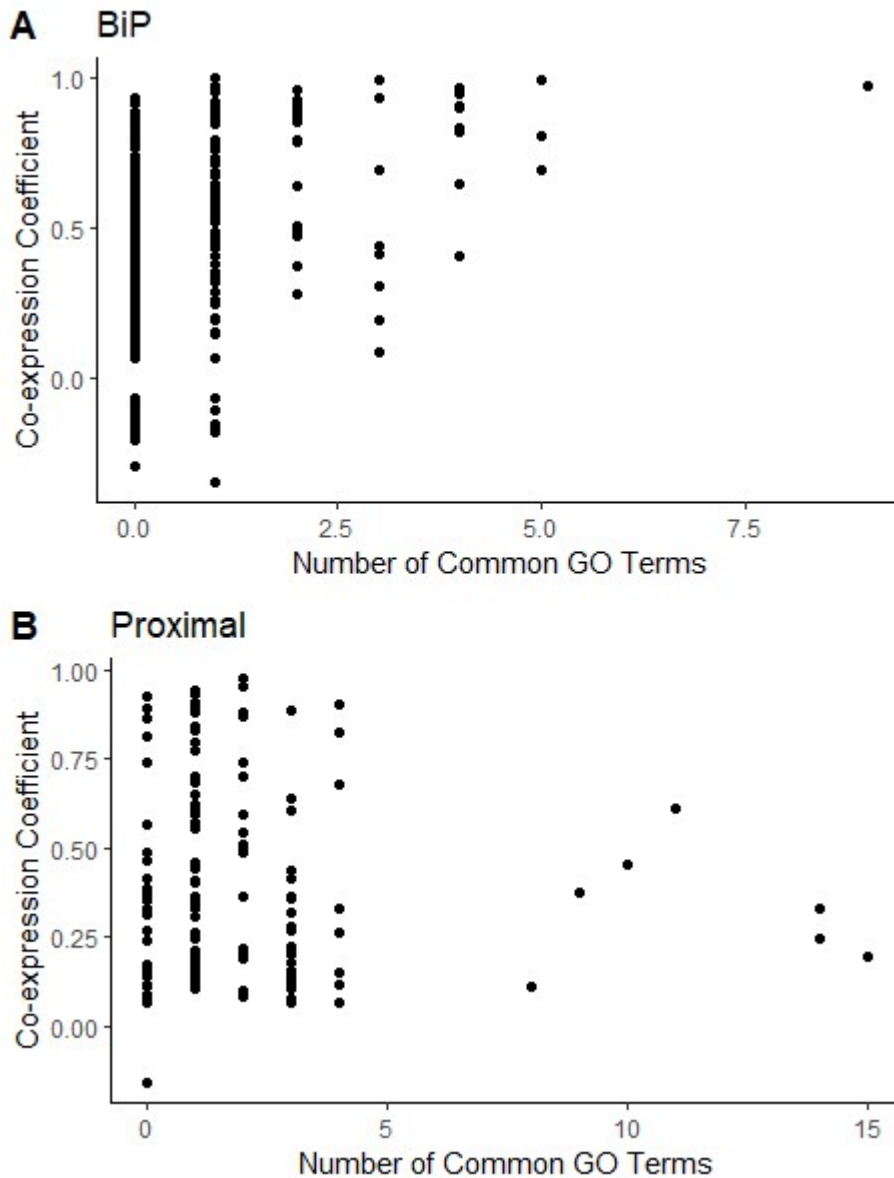 A BiP
Co-expression Coefficient
1.0
0.5
0.0
0.0 2.5 5.0 7.5
Number of Common GO Terms
B Proximal
Co-expression Coefficient
1.00
0.75
0.50
0.25
0.00
0 5 10 15
Number of Common GO Terms